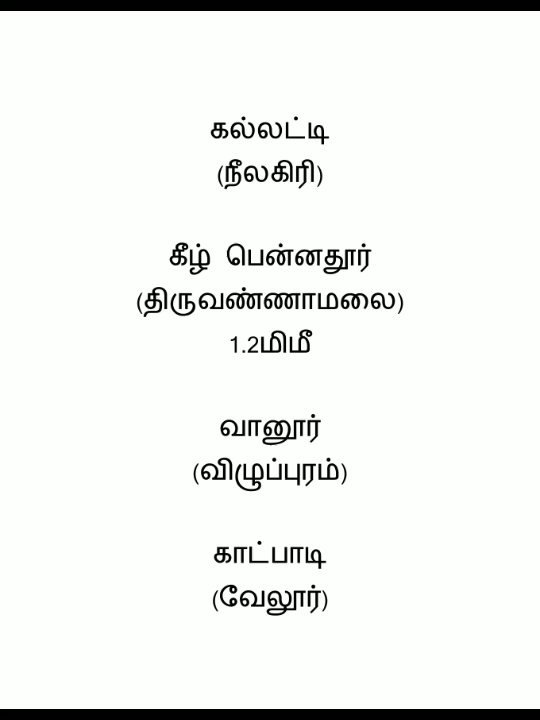 கல்லட்டி
(நீலகிரி)
கீழ் பென்னதூர்
(திருவண்ணாமலை)
1.2மிமீ
வானூர்
(விழுப்புரம்)
காட்பாடி
(வேலூர்)